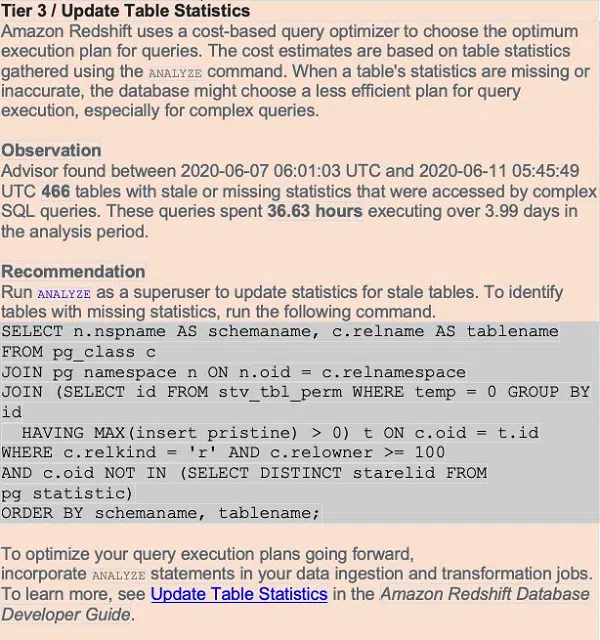 Tier 3 / Update Table Statistics
Amazon Redshift uses a cost-based query optimizer to choose the optimum
execution plan for queries. The cost estimates are based on table statistics
gathered using the ANALYZE command. When a table's statistics are missing or
inaccurate, the database might choose a less efficient plan for query
execution, especially for complex queries.
Observation
Advisor found between 2020-06-07 06:01:03 UTC and 2020-06-11 05:45:49
UTC 466 tables with stale or missing statistics that were accessed by complex
SQL queries. These queries spent 36.63 hours executing over 3.99 days in
the analysis period.
Recommendation
Run ANALYZE as a superuser to update statistics for stale tables. To identify
tables with missing statistics, run the following command.
SELECT n.nspname AS schemaname, c.relname AS tablename
FROM pg_class c
JOIN pg namespace n ON n.oid = c.relnamespace
JOIN (SELECT id FROM stv_tbl_perm WHERE temp = 0 GROUP BY
id
  HAVING MAX(insert pristine) > 0) t ON c.oid = t.id
WHERE c.relkind = 'r' AND c.relowner >= 100
AND c.oid NOT IN (SELECT DISTINCT starelid FROM
pg statistic)
ORDER BY schemaname, tablename;
To optimize your query execution plans going forward,
incorporate ANALYZE statements in your data ingestion and transformation jobs.
To learn more, see Update Table Statistics in the Amazon Redshift Database
Developer Guide.